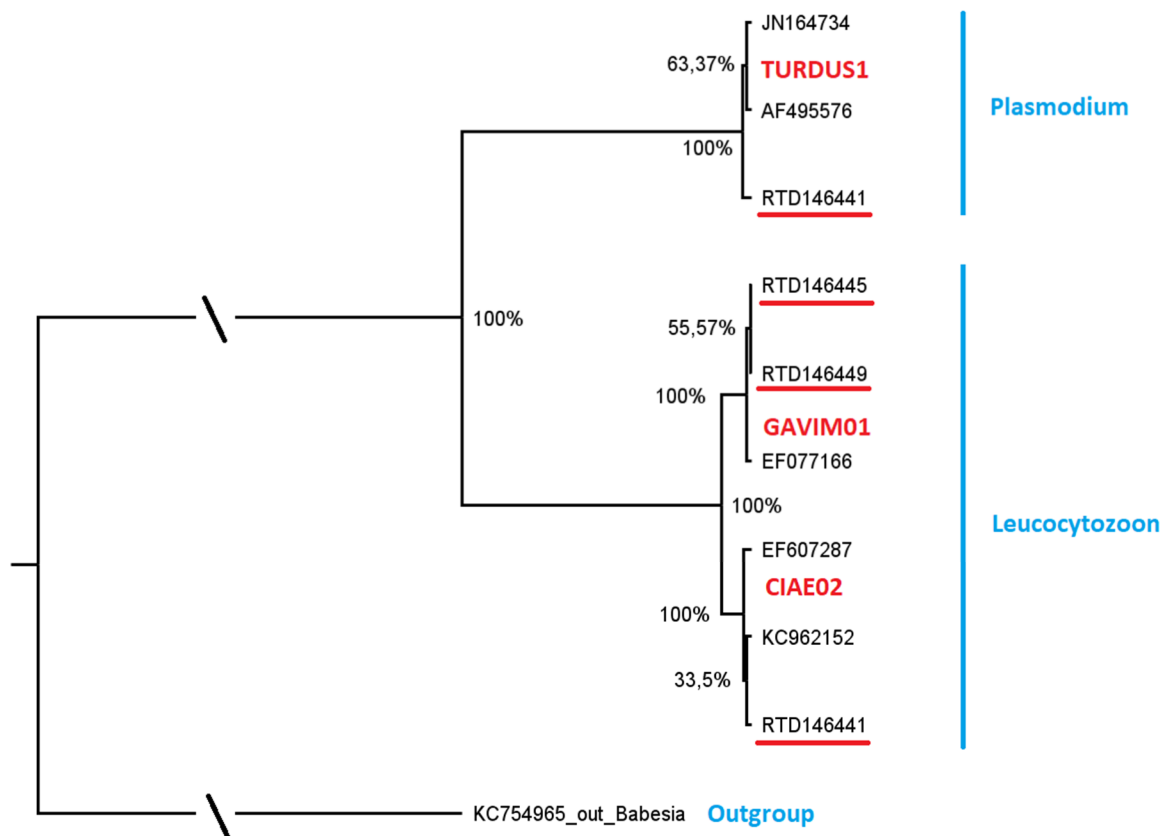 JN164734
63,37%
TURDUS1
AF495576
Plasmodium
100%
RTD146441
RTD146445
100%
55,57%
RTD146449
100%
GAVIM01
EF077166
100%
Leucocytozoon
EF607287
CIAE02
100%
KC962152
33,5%
RTD146441
KC754965_out_Babesia Outgroup